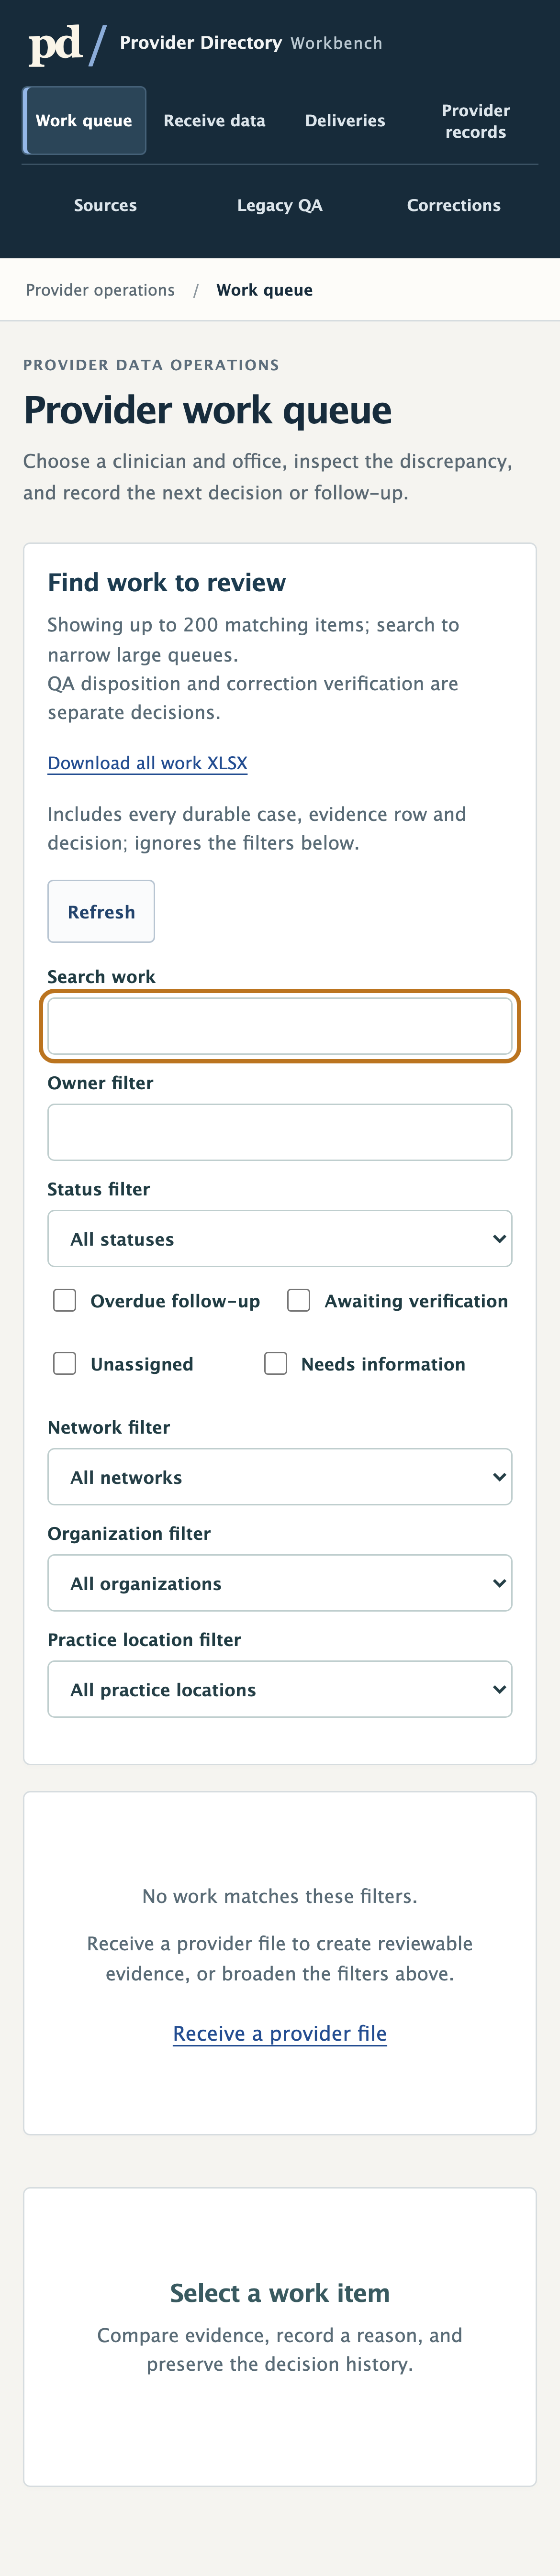 pd/ Provider Directory Workbench
Work queue
Receive data
Deliveries
Provider
records
Sources
Legacy QA
Corrections
Provider operations / Work queue
PROVIDER DATA OPERATIONS
Provider work queue
Choose a clinician and office, inspect the discrepancy,
and record the next decision or follow-up.
Find work to review
Showing up to 200 matching items; search to
narrow large queues.
QA disposition and correction verification are
separate decisions.
Download all work XLSX
Includes every durable case, evidence row and
decision; ignores the filters below.
Refresh
Search work
Owner filter
Status filter
All statuses
Overdue follow-up
Awaiting verification
Unassigned
Needs information
Network filter
All networks
Organization filter
All organizations
Practice location filter
All practice locations
No work matches these filters.
Receive a provider file to create reviewable
evidence, or broaden the filters above.
Receive a provider file
Select a work item
Compare evidence, record a reason, and
preserve the decision history.